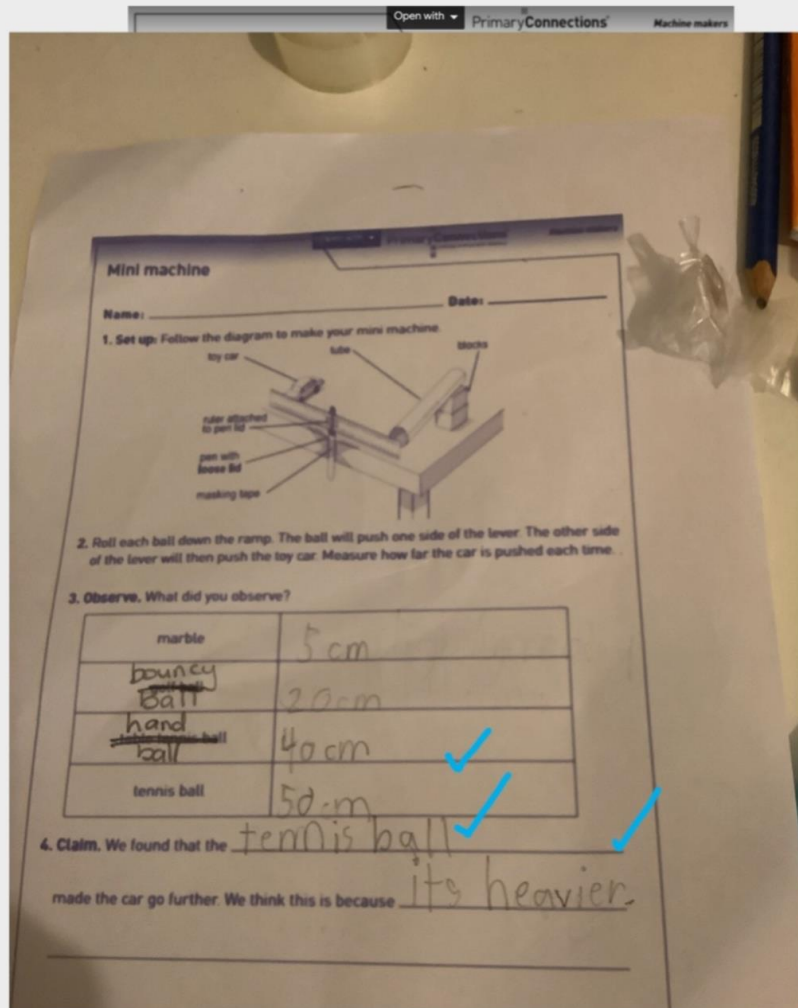 Open with
PrimaryConnections
Machine makers
Mini machine
Name:
Date:
1. Set up: Follow the diagram to make your mini machine.
toy car
tube
blocks
ruler attached
to pen lid
pen with
loose lid
masking tape
2. Roll each ball down the ramp. The ball will push one side of the lever. The other side
of the lever will then push the toy car. Measure how far the car is pushed each time.
3. Observe. What did you observe?
marble 5 cm
bouncy
Ball 20cm
hand
ball 40cm
tennis ball 50cm
4. Claim. We found that the tennis ball
made the car go further. We think this is because its heavier.